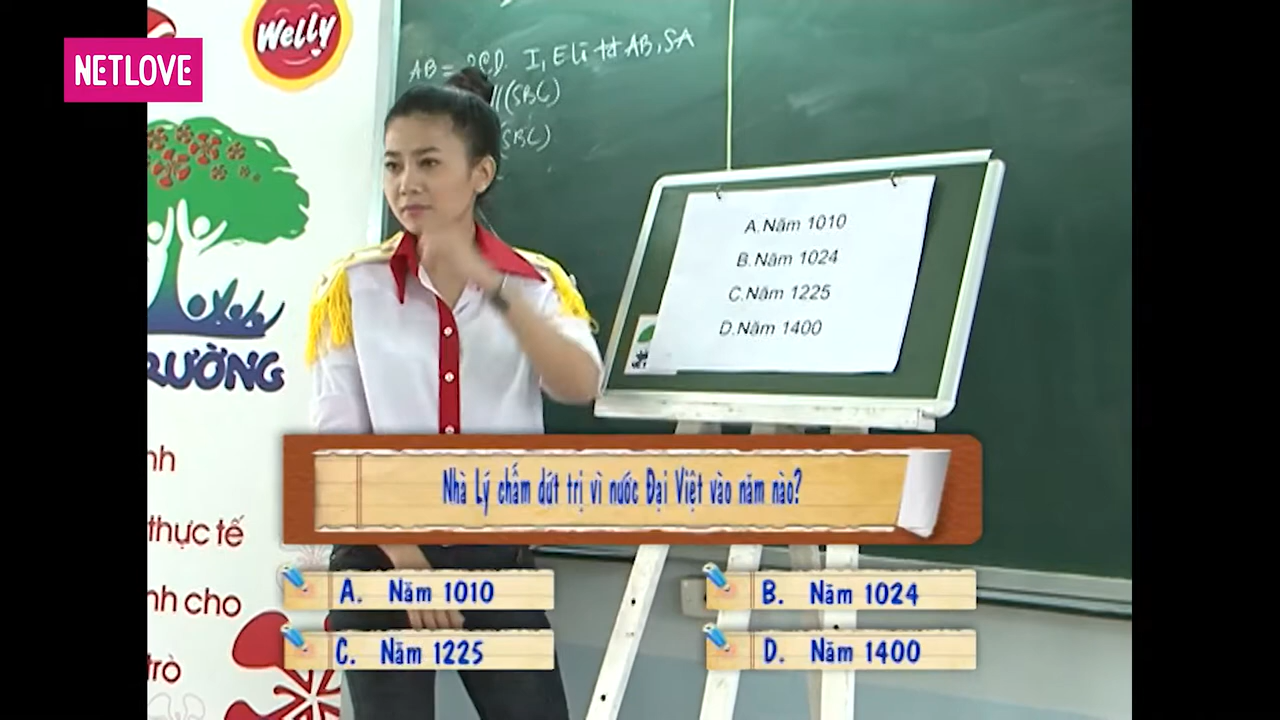 NETLOVE
Welly
AB = 2CD. I, E là tđ AB, SA
// (SBC)
(SBC)
A.Năm 1010
B.Năm 1024
C.Năm 1225
D.Năm 1400
RƯỜNG
nh
thực tế
nh cho
trò
Nhà Lý chấm dứt trị vì nước Đại Việt vào năm nào?
A. Năm 1010
B. Năm 1024
C. Năm 1225
D. Năm 1400